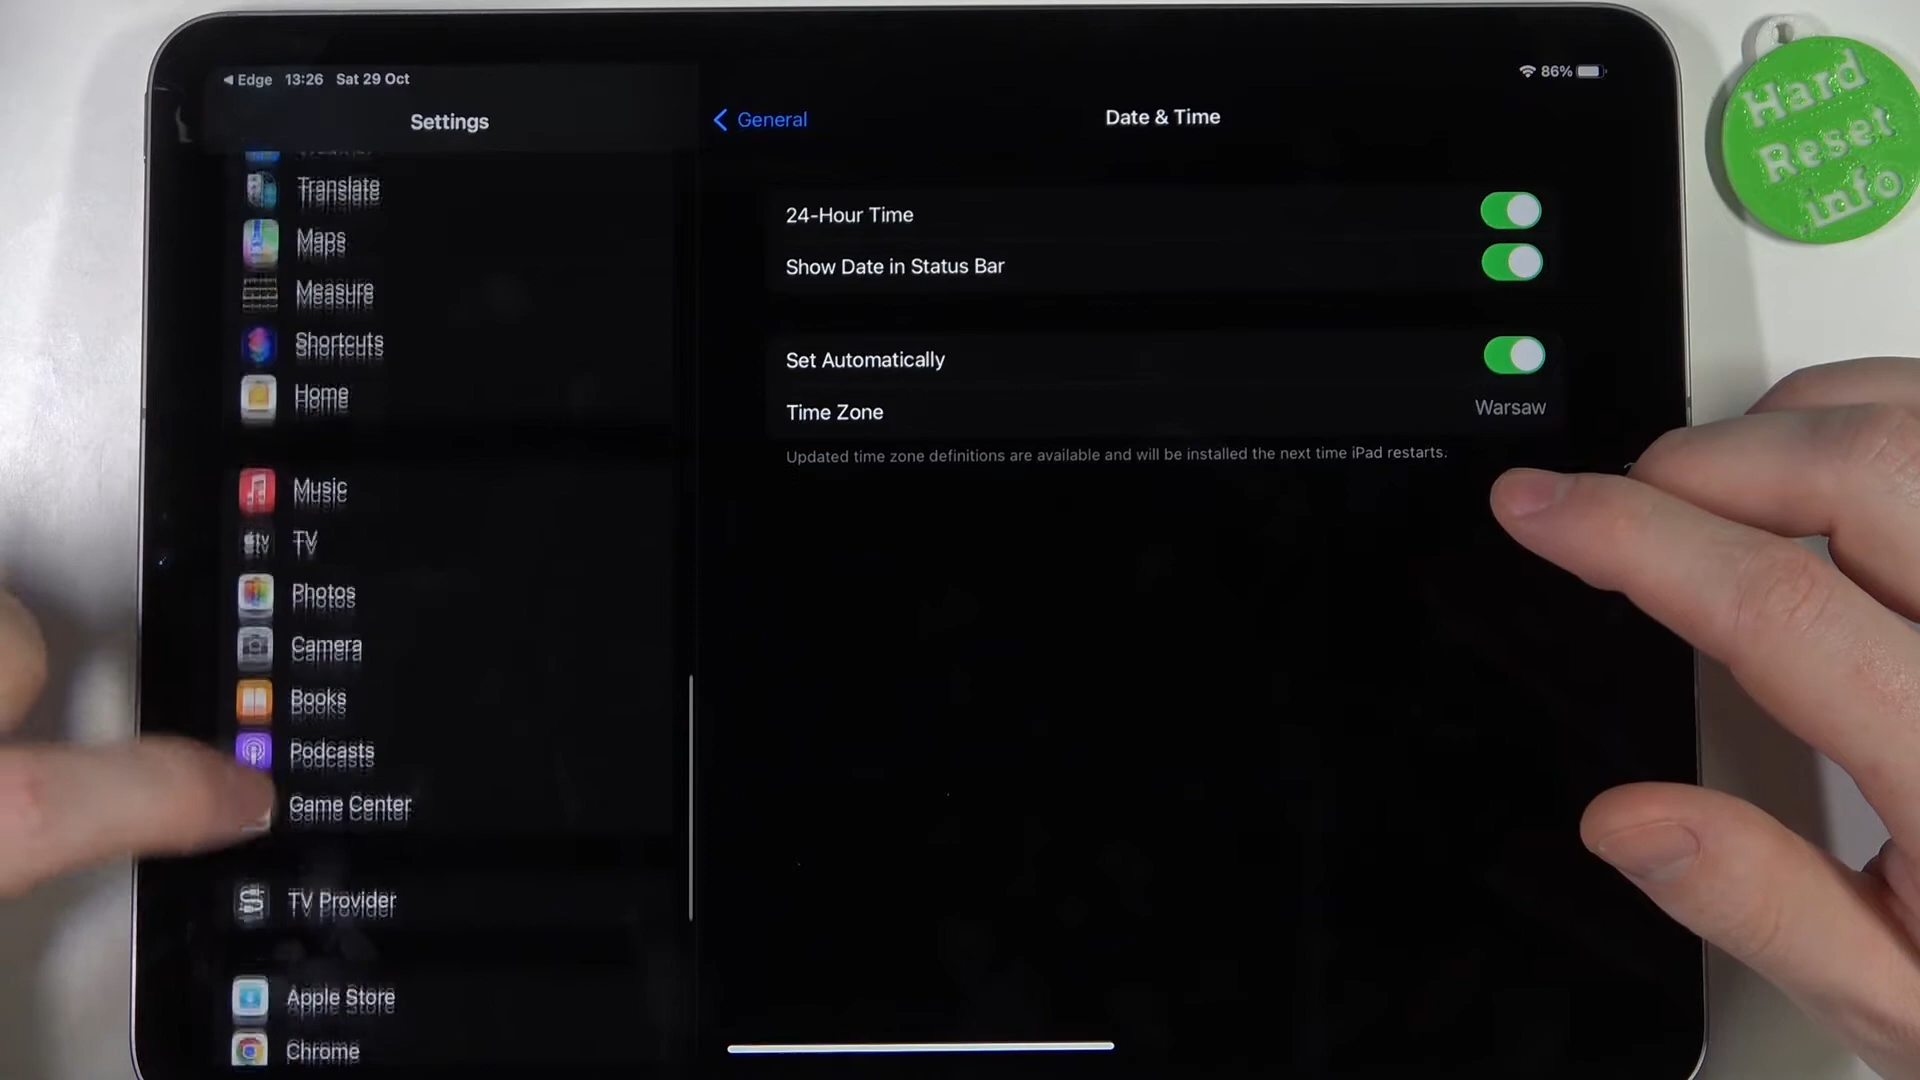 ◀ Edge 13:26 Sat 29 Oct
86%
Settings
Translate
Maps
Measure
Shortcuts
Home
Music
tv TV
Photos
Camera
Books
Podcasts
Game Center
TV Provider
Apple Store
Chrome
General
Date & Time
24-Hour Time
Show Date in Status Bar
Set Automatically
Time Zone Warsaw
Updated time zone definitions are available and will be installed the next time iPad restarts.
Hard
Reset
info